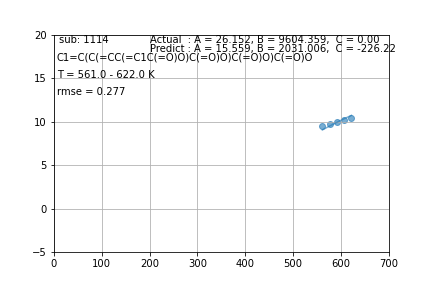 sub: 1114
Actual : A = 26.152, B = 9604.359, C = 0.00
Predict : A = 15.559, B = 2031.006, C = -226.22
C1=C(C(=CC(=C1C(=O)O)C(=O)O)C(=O)O)C(=O)O
T = 561.0 - 622.0 K
rmse = 0.277
20
15
10
5
0
−5
0 100 200 300 400 500 600 700